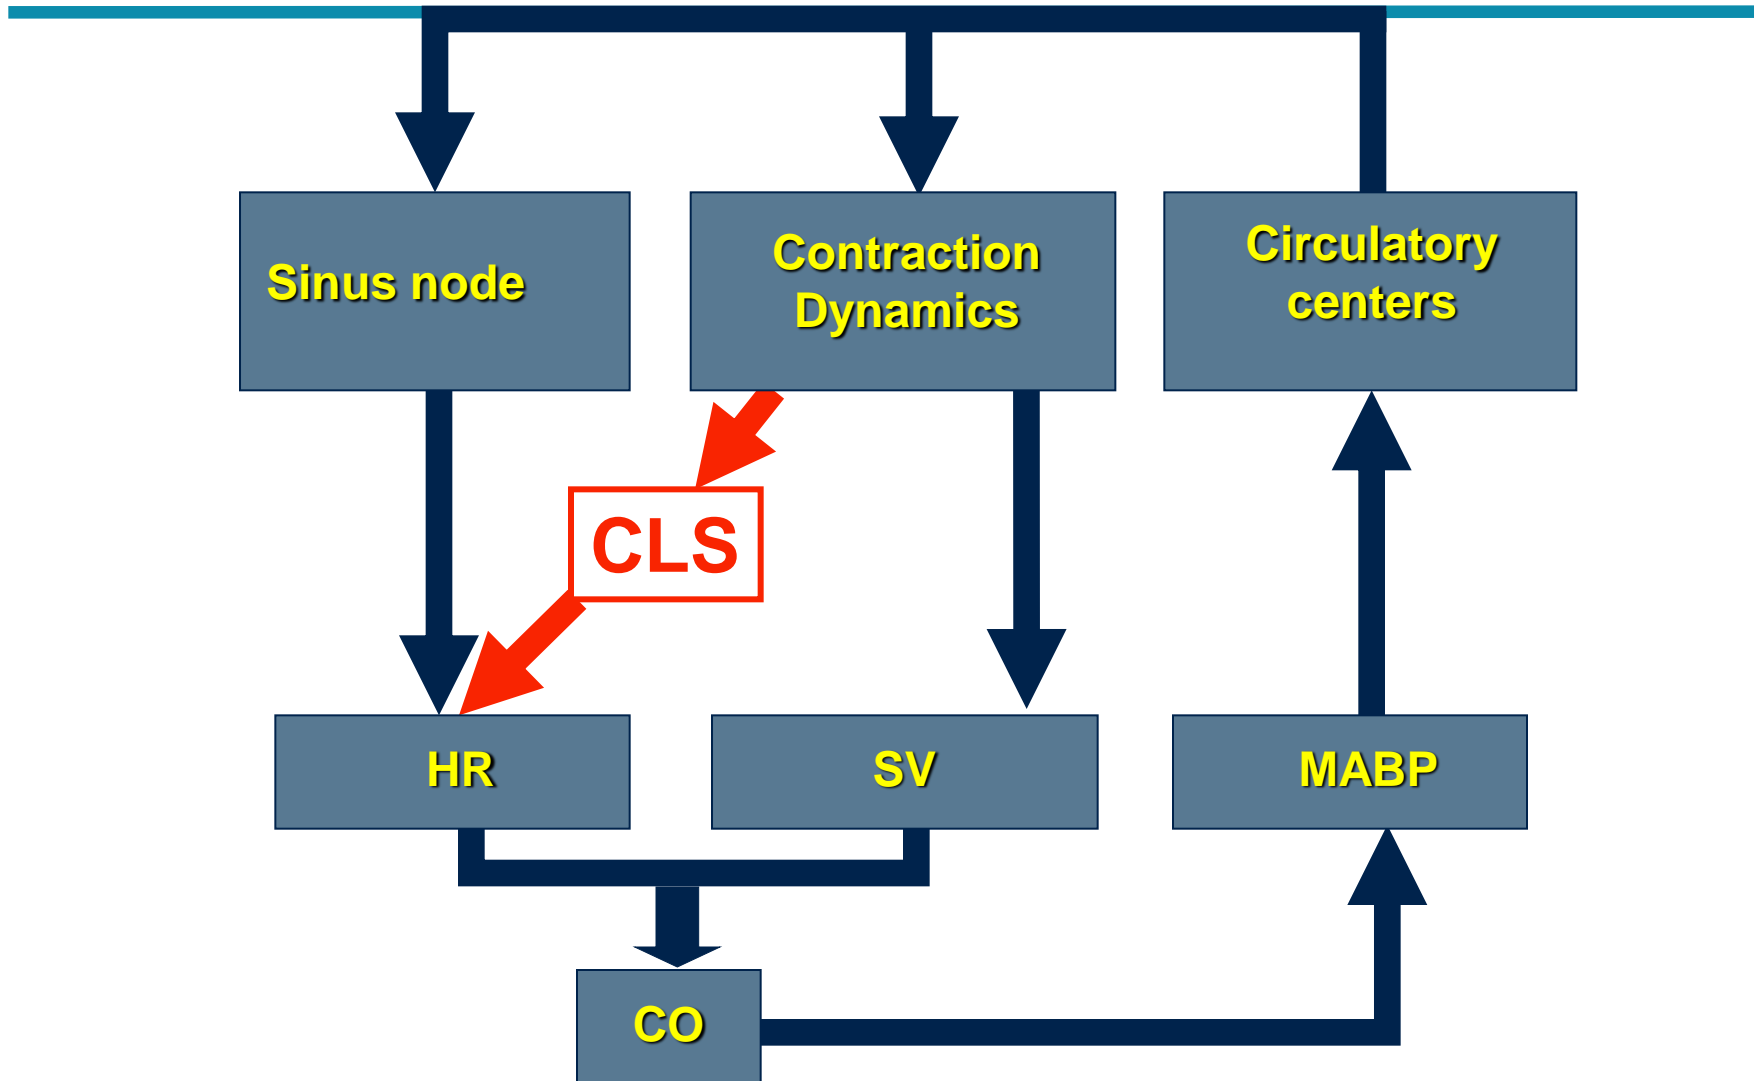 Sinus node
Contraction
Dynamics
Circulatory
centers
CLS
HR
SV
MABP
CO